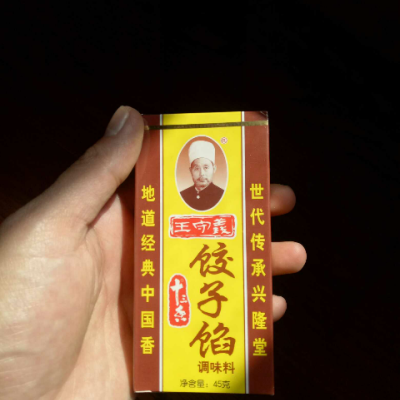 王守義
十三香
饺子馅
调味料
净含量：45克
地道经典中国香
世代传承兴隆堂